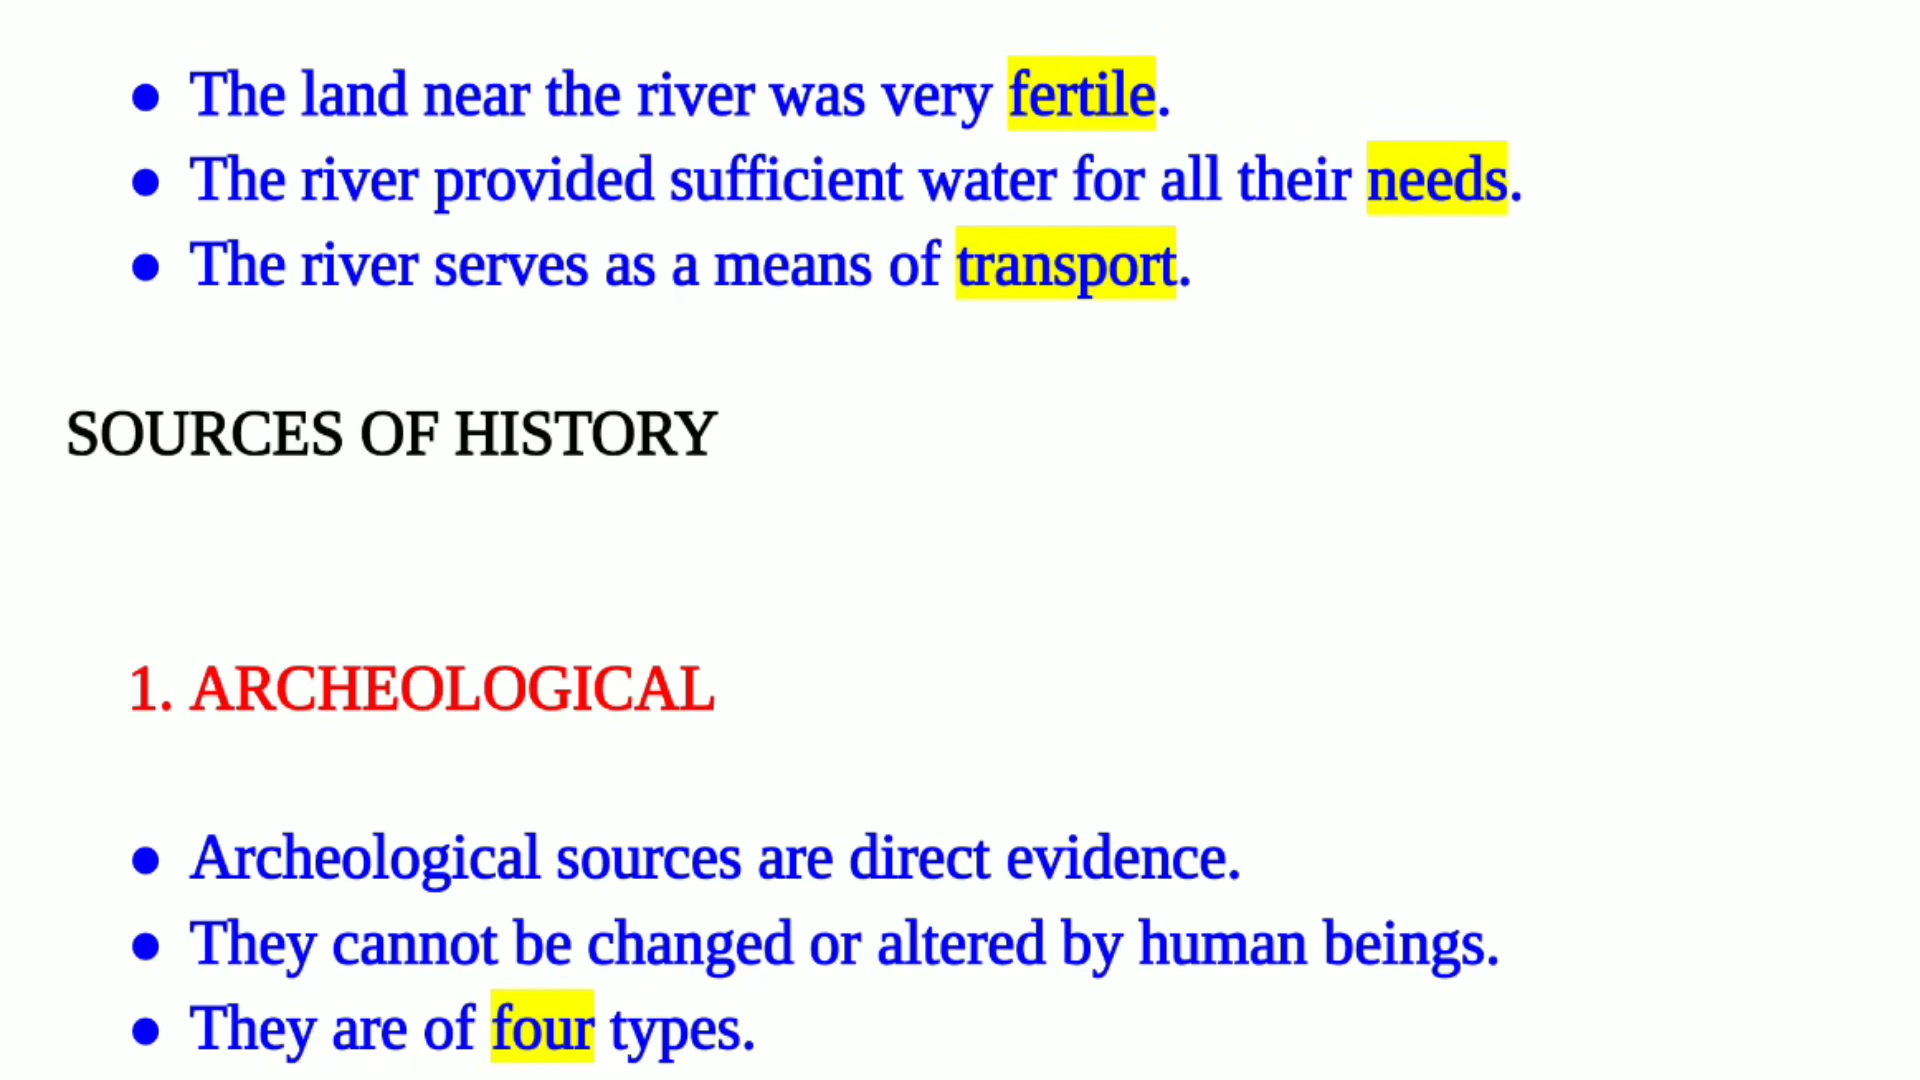 ● The land near the river was very fertile.
● The river provided sufficient water for all their needs.
● The river serves as a means of transport.
SOURCES OF HISTORY
1. ARCHEOLOGICAL
● Archeological sources are direct evidence.
● They cannot be changed or altered by human beings.
● They are of four types.